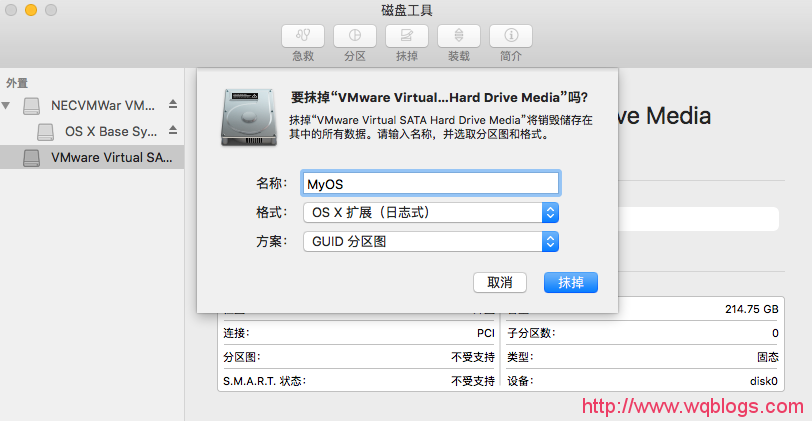 磁盘工具
急救 分区 抹掉 装载 简介
外置
NECVMWar VM...
OS X Base Sy...
VMware Virtual SA...
ve Media
要抹掉“VMware Virtual...Hard Drive Media”吗？
抹掉“VMware Virtual SATA Hard Drive Media”将销毁储存在
其中的所有数据。请输入名称，并选取分区图和格式。
名称： MyOS
格式： OS X 扩展（日志式）
方案： GUID 分区图
取消 抹掉
214.75 GB
连接： PCI 子分区数： 0
分区图： 不受支持 类型： 固态
S.M.A.R.T. 状态： 不受支持 设备： disk0
http://www.wqblogs.com